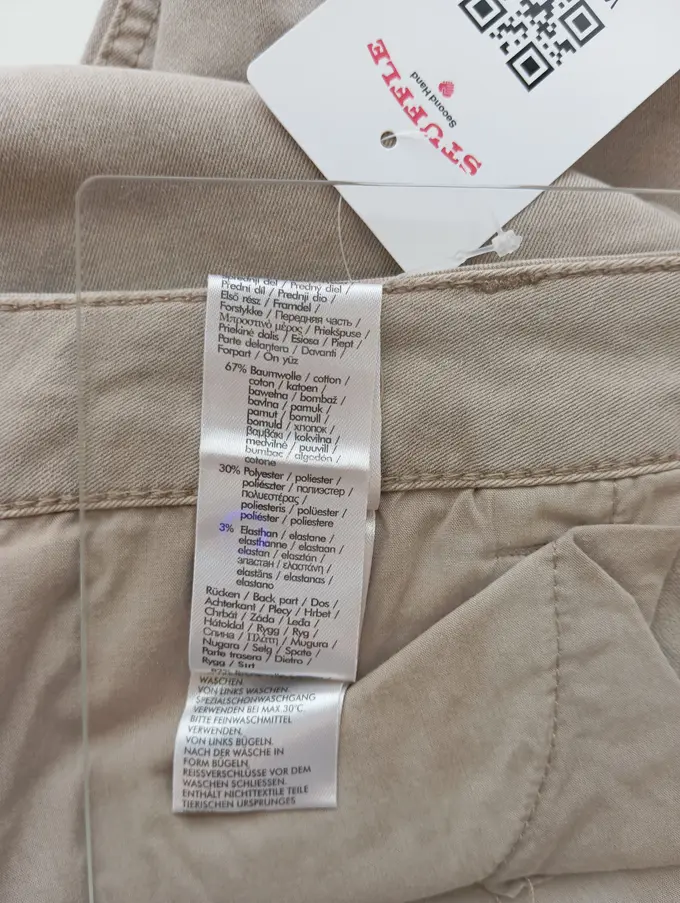 STUFFLE
Second Hand
Predni díl / Prednji dio /
Első rész / Framdel /
Forstykke / Передняя часть /
Μπροστινό μέρος / Priekšpuse /
Priekinė dalis / Esiosa / Piept /
Parte delantera / Davanti /
Forpart / Ön yüz
67% Baumwolle / cotton /
coton / katoen /
bawełna / bombaž /
bavlna / pamuk /
pamut / bomull /
bomuld / хлопок /
βαμβάκι / kokvilna /
medvilnė / puuvill /
bumbac / algodón /
cotone
30% Polyester / poliester /
poliészter / полиэстер /
πολυεστέρας /
poliesteris / polüester /
poliéster / poliestere
3% Elasthan / elastane /
elasthanne / elastaan /
elastan / elasztán /
эластан / ελαστάνη /
elastāns / elastanas /
elastano
Rücken / Back part / Dos /
Achterkant / Plecy / Hrbet /
Chrbát / Záda / Leđa /
Hátoldal / Rygg / Ryg /
Спина / Πλάτη / Mugura /
Nugara / Selg / Spate /
Parte trasera / Dietro /
Rygg / Sırt
WASCHEN.
VON LINKS WASCHEN.
SPEZIALSCHONWASCHGANG
VERWENDEN BEI MAX.30°C.
BITTE FEINWASCHMITTEL
VERWENDEN.
VON LINKS BÜGELN.
NACH DER WÄSCHE IN
FORM BÜGELN.
REISSVERSCHLÜSSE VOR DEM
WASCHEN SCHLIESSEN.
ENTHÄLT NICHTTEXTILE TEILE
TIERISCHEN URSPRUNGES